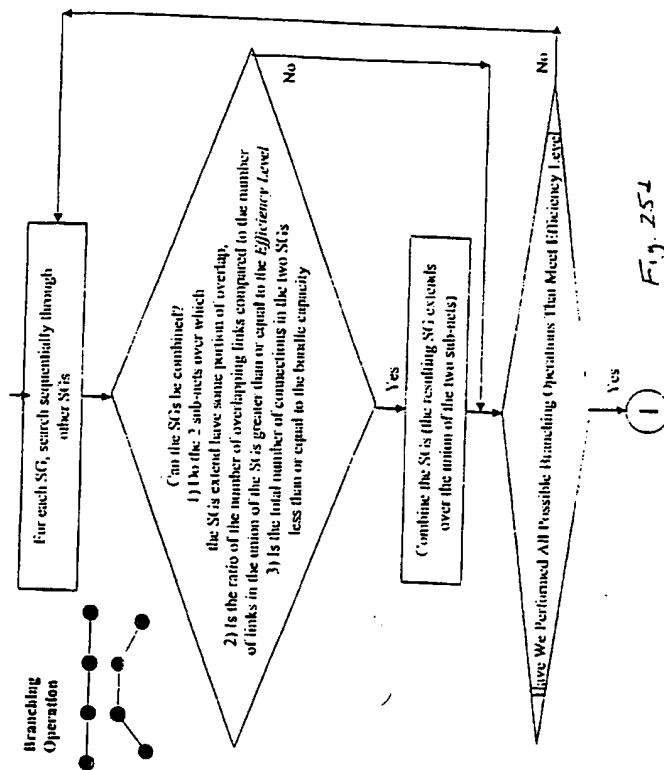 Branching
Operation
For each SG, search sequentially through
other SGs
Can the SGs be combined?
1) Do the 2 sub-nets over which
the SGs extend have some portion of overlap,
2) Is the ratio of the number of overlapping links compared to the number
of links in the union of the SGs greater than or equal to the Efficiency Level
3) Is the total number of connections in the two SGs
less than or equal to the bundle capacity
No
Yes
Combine the SGs (the resulting SG extends
over the union of the two sub-nets)
Have We Performed All Possible Branching Operations That Meet Efficiency Level
No
Yes
1
Fig. 25d